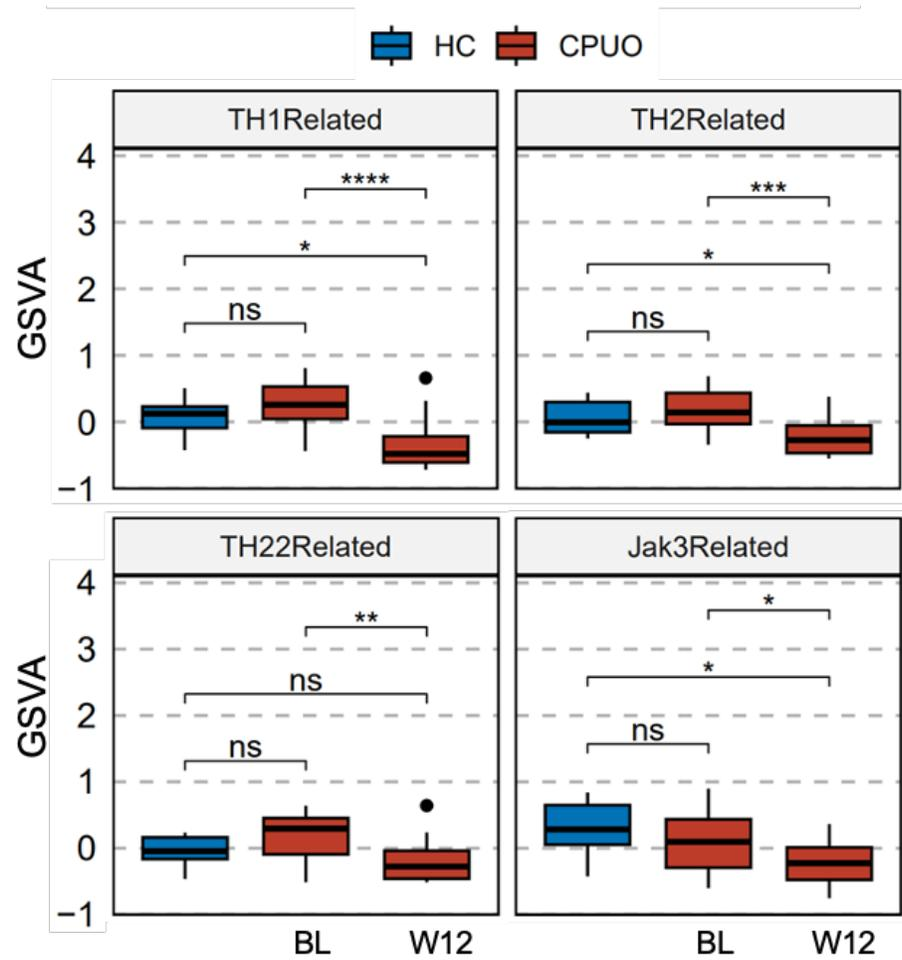 HC CPUO
TH1Related TH2Related
4
3
2
1
0
−1
GSVA
****
*
ns
***
*
ns
TH22Related Jak3Related
4
3
2
1
0
−1
GSVA
**
ns
ns
*
*
ns
BL W12 BL W12